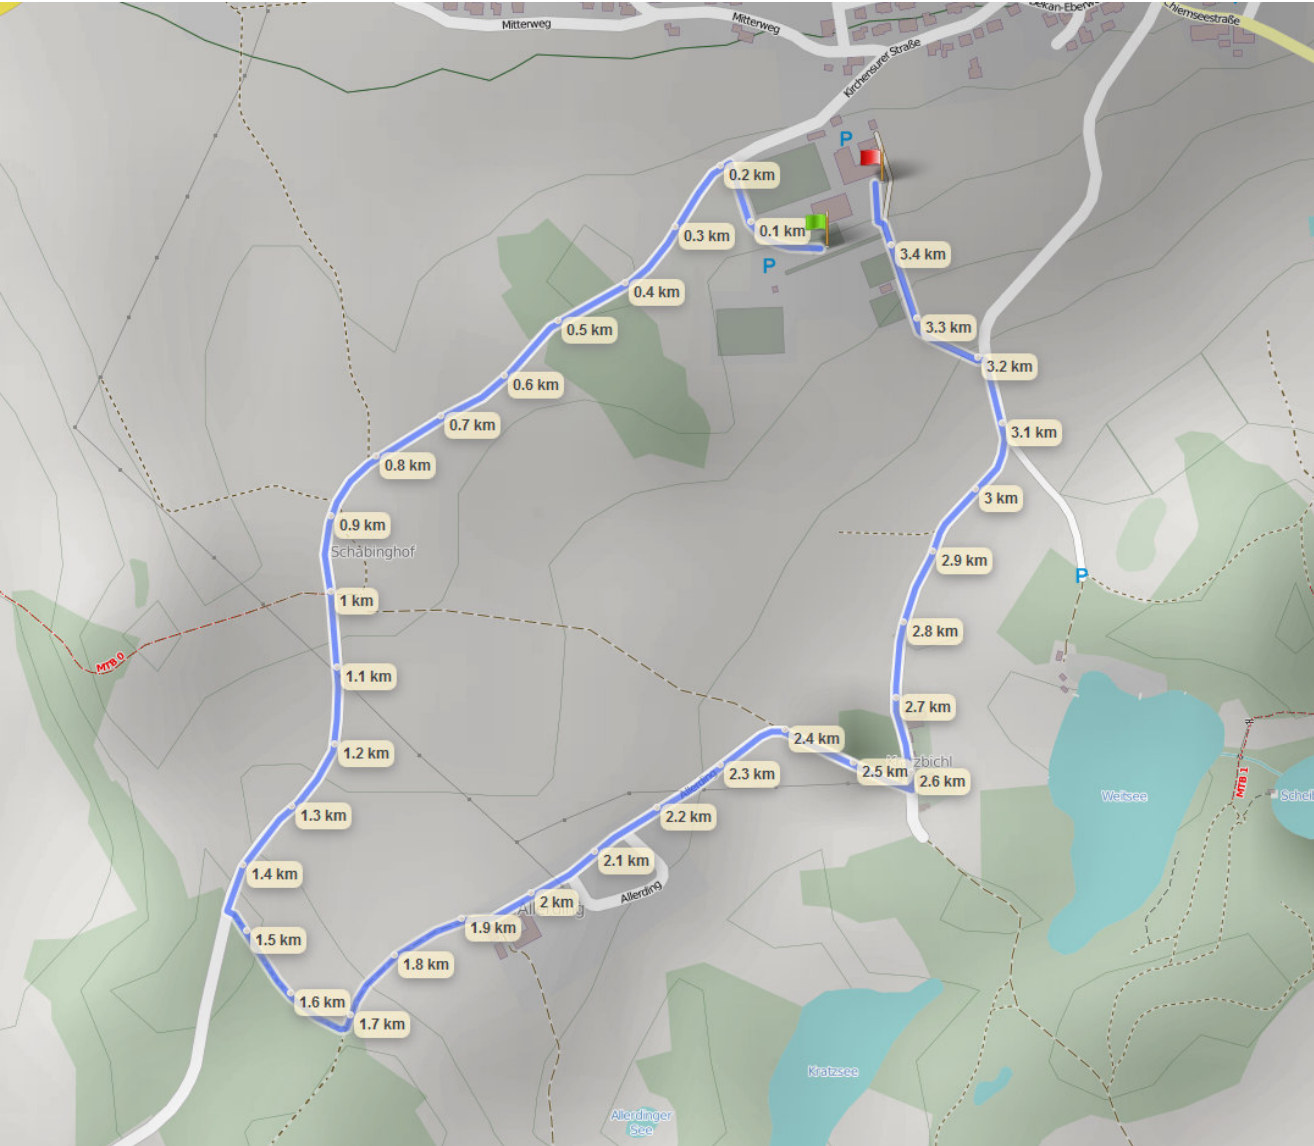 Mitterweg
Mitterweg
Chiemseestraße
Kirchensurer Straße
P
0.2 km
0.1 km
0.3 km
3.4 km
P
0.4 km
0.5 km
3.3 km
0.6 km
3.2 km
0.7 km
3.1 km
0.8 km
3 km
0.9 km
Schabinghof
2.9 km
P
1 km
2.8 km
MTB 0
1.1 km
2.7 km
2.4 km
1.2 km
zbichl
2.5 km
2.6 km
2.3 km
Allerding
MTB 1
Weitsee
Scheil
1.3 km
2.2 km
2.1 km
1.4 km
Allerding
2 km
Allerding
1.9 km
1.5 km
1.8 km
1.6 km
1.7 km
Kratzsee
Allerdinger
See